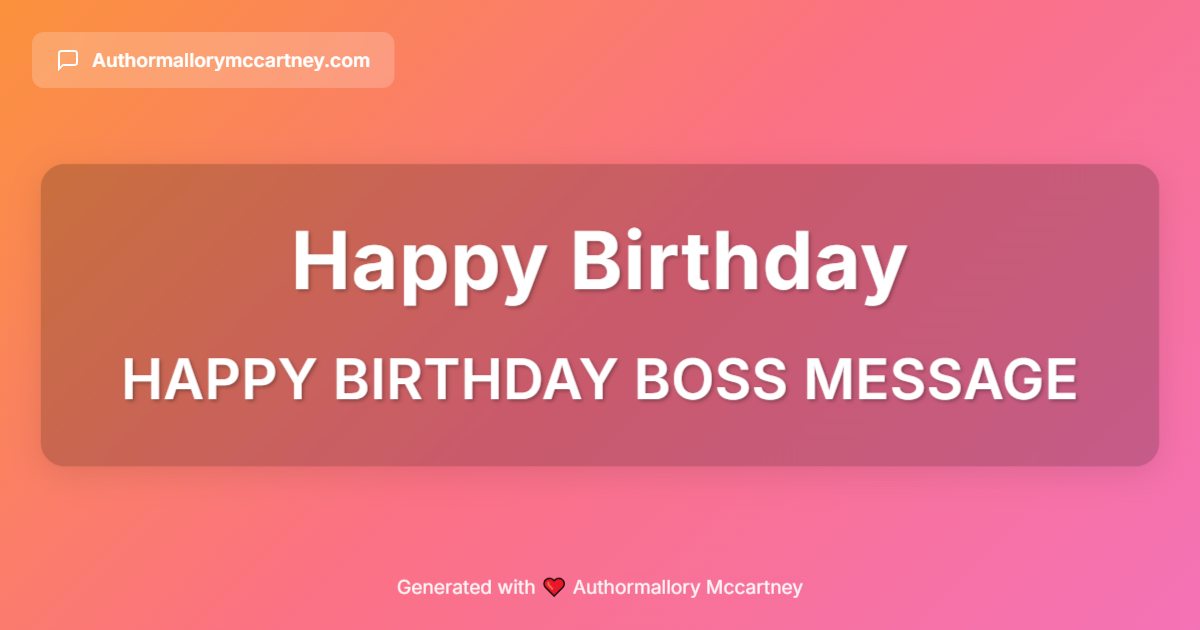 Authormallorymccartney.com
Happy Birthday
HAPPY BIRTHDAY BOSS MESSAGE
Generated with ❤️ Authormallory Mccartney